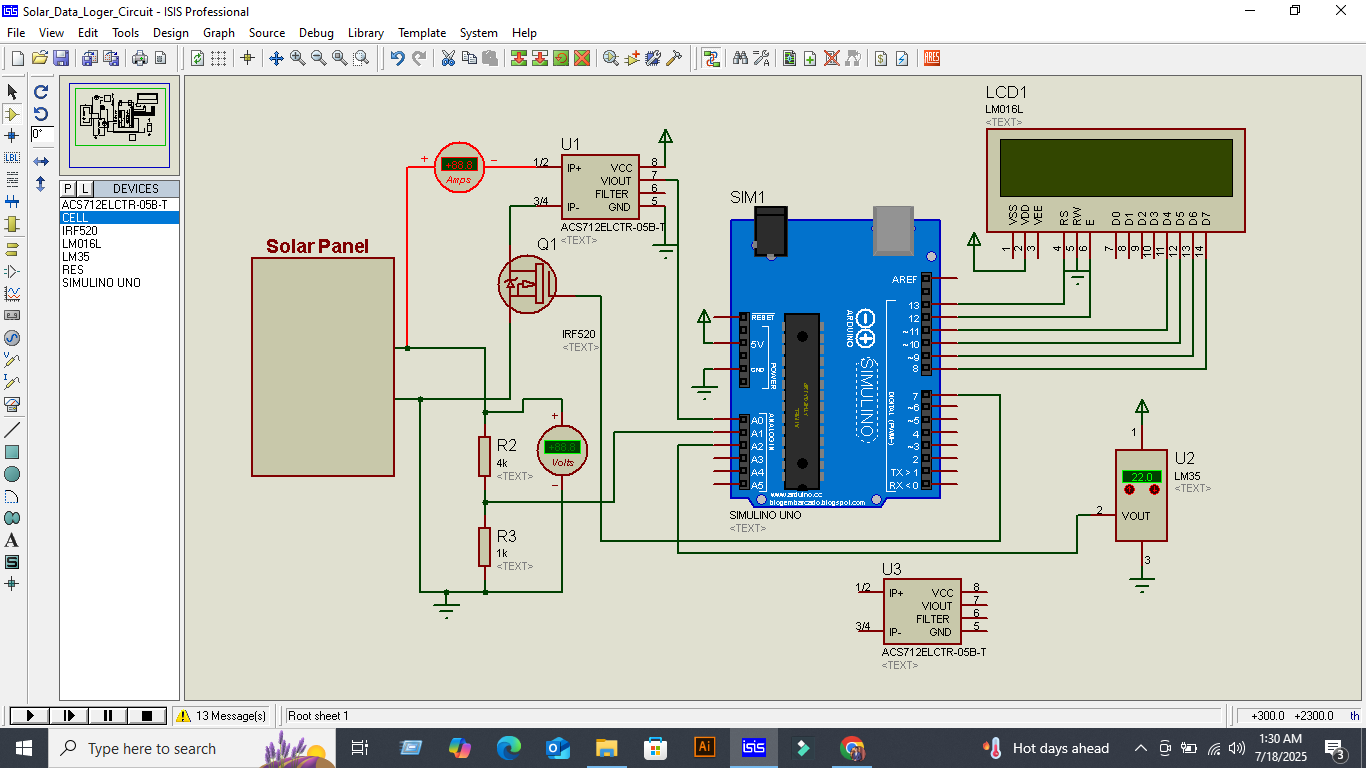 Solar_Data_Loger_Circuit - ISIS Professional
File View Edit Tools Design Graph Source Debug Library Template System Help
0°
LBL
P L DEVICES
ACS712ELCTR-05B-T
CELL
IRF520
LM016L
LM35
RES
SIMULINO UNO
A
S
ARES
Solar Panel
+ +88.8 −
Amps
U1
1/2 IP+ VCC 8
VIOUT 7
FILTER 6
3/4 IP- GND 5
ACS712ELCTR-05B-T
<TEXT>
Q1
IRF520
<TEXT>
R2
4k
<TEXT>
R3
1k
<TEXT>
+
+88.8
Volts
−
SIM1
AREF
13
12
~ 11
~ 10
~9
8
7
~6
~5
4
~3
2
TX > 1
RX < 0
DIGITAL (PWM~)
ARDUINO
SIMULINO
RESET
5V
GND
POWER
A0
A1
A2
A3
A4
A5
ANALOG IN
www.arduino.cc
blogembarcado.blogspot.com
SIMULINO UNO
<TEXT>
LCD1
LM016L
<TEXT>
VSS VDD VEE RS RW E D0 D1 D2 D3 D4 D5 D6 D7
1 2 3 4 5 6 7 8 9 10 11 12 13 14
U2
LM35
<TEXT>
1
22.0
2 VOUT
3
U3
1/2 IP+ VCC 8
VIOUT 7
FILTER 6
3/4 IP- GND 5
ACS712ELCTR-05B-T
<TEXT>
13 Message(s)
Root sheet 1
+300.0 +2300.0 th
Type here to search
Ai
isis
Hot days ahead
1:30 AM
7/18/2025
3